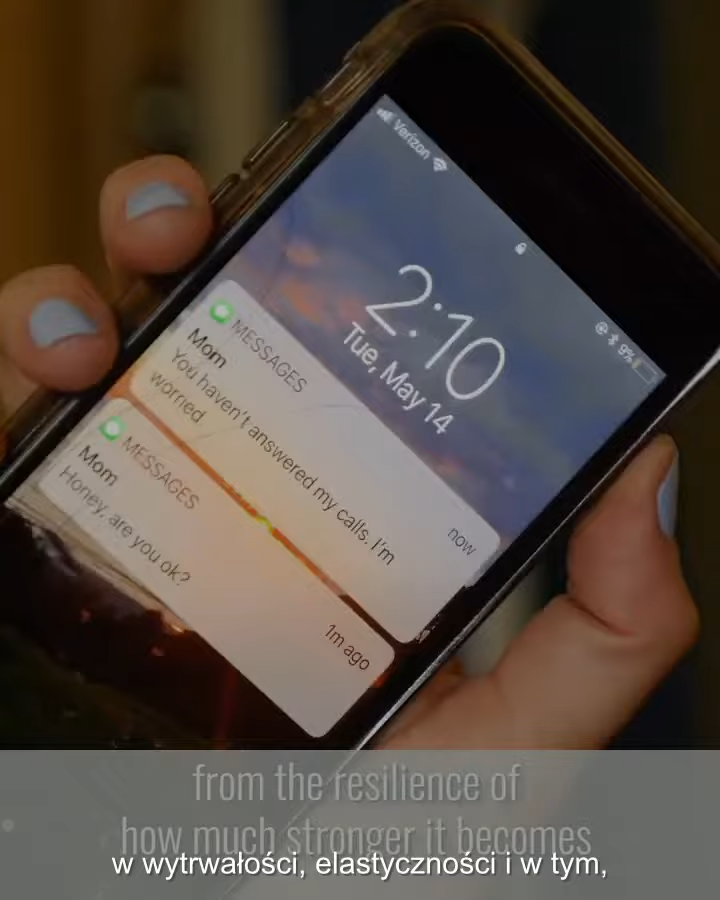 Verizon
9%
2:10
Tue, May 14
MESSAGES
now
Mom
You haven't answered my calls. I'm
worried.
MESSAGES
1m ago
Mom
Honey, are you ok?
from the resilience of
how much stronger it becomes
w wytrwałości, elastyczności i w tym,